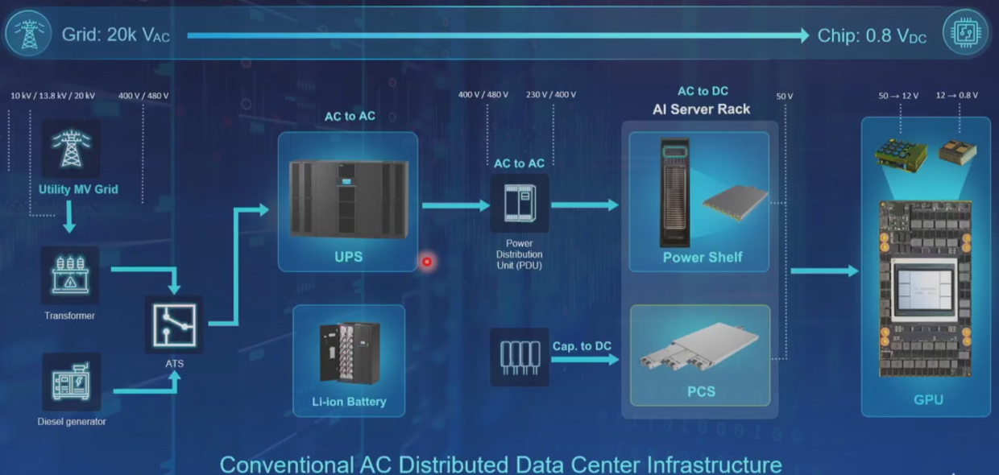 Grid: 20k VAC
Chip: 0.8 VDC
10 kV / 13.8 kV / 20 kV
400 V / 480 V
AC to AC
400 V / 480 V
230 V / 400 V
AC to AC
AC to DC
AI Server Rack
50 V
50 → 12 V
12 → 0.8 V
Utility MV Grid
Transformer
Diesel generator
ATS
UPS
Li-ion Battery
Power
Distribution
Unit (PDU)
Cap. to DC
Power Shelf
PCS
GPU
Conventional AC Distributed Data Center Infrastructure